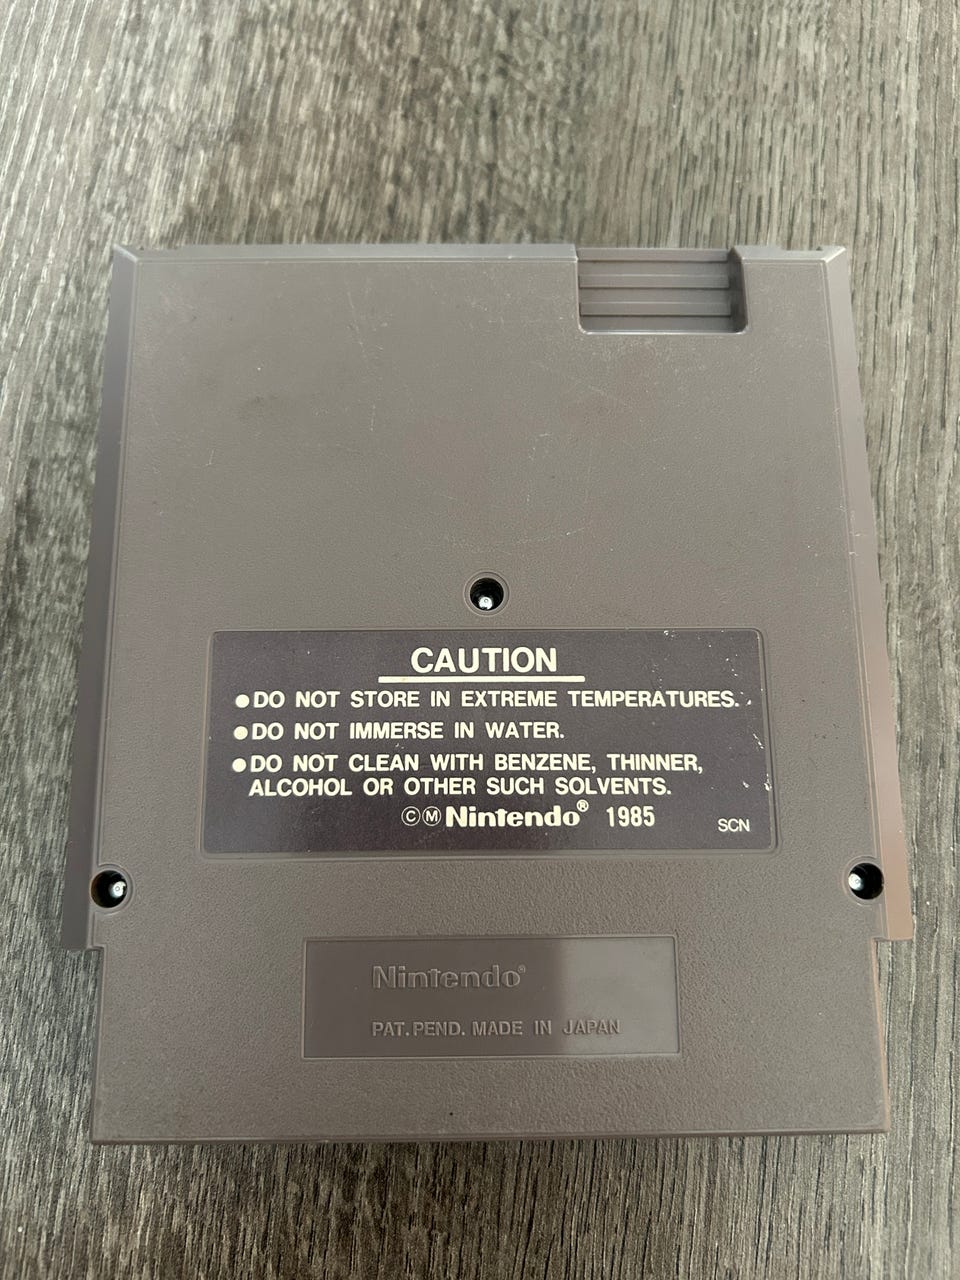 CAUTION
●DO NOT STORE IN EXTREME TEMPERATURES.
●DO NOT IMMERSE IN WATER.
●DO NOT CLEAN WITH BENZENE, THINNER,
ALCOHOL OR OTHER SUCH SOLVENTS.
ⒸⓂNintendo® 1985
SCN
Nintendo®
PAT. PEND. MADE IN JAPAN